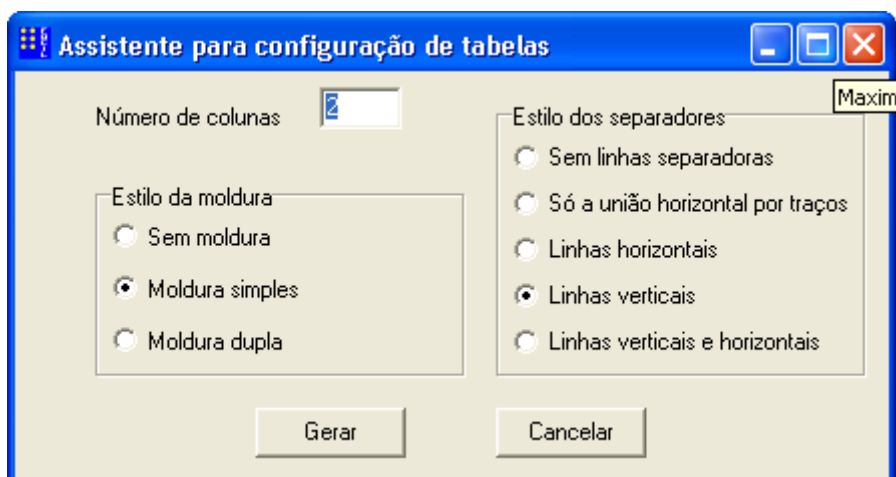 Assistente para configuração de tabelas
Maxim
Número de colunas
2
Estilo da moldura
Sem moldura
Moldura simples
Moldura dupla
Estilo dos separadores
Sem linhas separadoras
Só a união horizontal por traços
Linhas horizontais
Linhas verticais
Linhas verticais e horizontais
Gerar
Cancelar